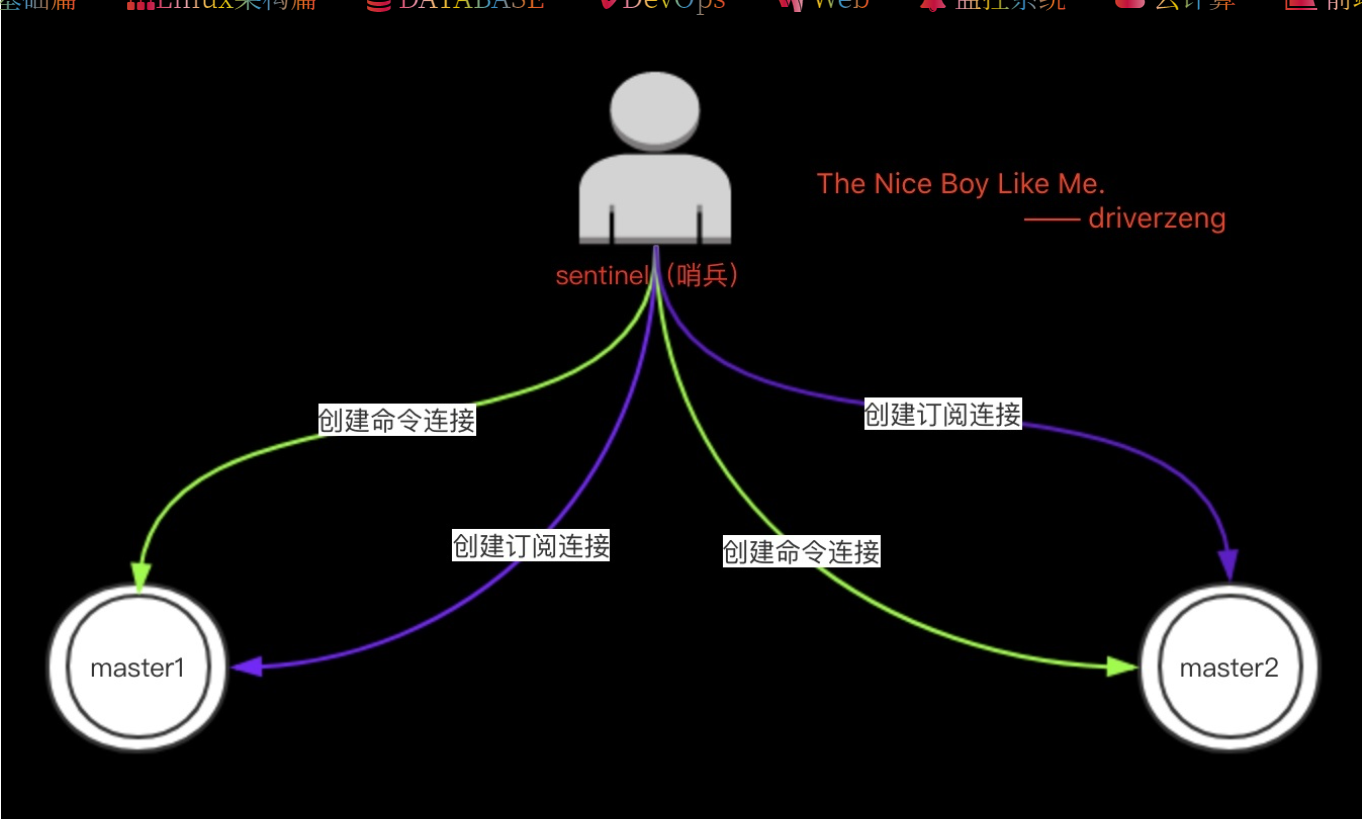 基础篇 Linux架构篇 DATABASE DevOps Web 监控系统 云计算
The Nice Boy Like Me.
—— driverzeng
sentinel（哨兵）
创建订阅连接
创建命令连接
创建订阅连接
创建命令连接
master1
master2